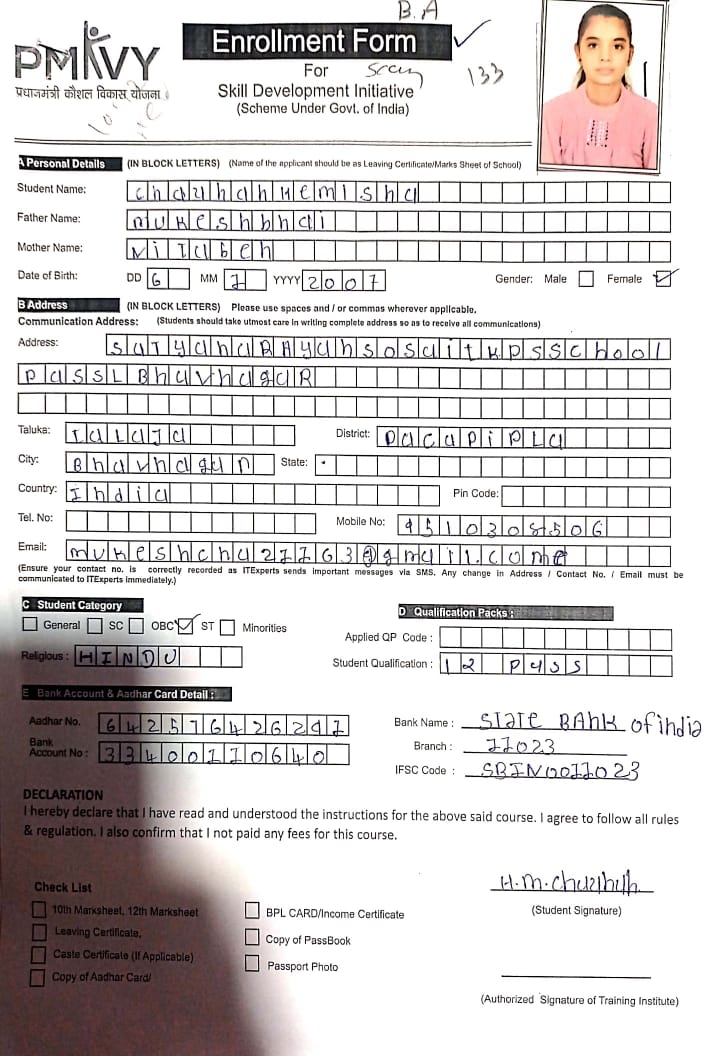 B.A
PMKVY
प्रधानमंत्री कौशल विकास योजना
Enrollment Form
For
133
Skill Development Initiative
(Scheme Under Govt. of India)
A Personal Details (IN BLOCK LETTERS) (Name of the applicant should be as Leaving Certificate/Marks Sheet of School)
Student Name: chauhan Hemisha
Father Name: mukeshbhai
Mother Name: Nitaben
Date of Birth: DD 6 MM 1 YYYY 2007 Gender: Male Female ✓
B Address (IN BLOCK LETTERS) Please use spaces and / or commas wherever applicable.
Communication Address: (Students should take utmost care in writing complete address so as to receive all communications)
Address: SATYANARAYAN sosaiti KPS School
pass L Bhavnagar
Taluka: TALAJA District:
City: Bhavnagar State:
Country: India Pin Code:
Tel. No: Mobile No:
Email:
(Ensure your contact no. is correctly recorded as ITExperts sends important messages via SMS. Any change in Address / Contact No. / Email must be
communicated to ITExperts immediately.)
C Student Category D Qualification Packs :
General SC OBC ✓ ST Minorities
Applied QP Code :
Religious : HINDU Student Qualification : 12 pass
E Bank Account & Aadhar Card Detail :
Aadhar No. Bank Name : STaTe BANK of india
Bank
Account No : 33400110640 Branch : 11023
IFSC Code : SBIN0011023
DECLARATION
I hereby declare that I have read and understood the instructions for the above said course. I agree to follow all rules
& regulation. I also confirm that I not paid any fees for this course.
Check List
(Student Signature)
10th Marksheet, 12th Marksheet BPL CARD/Income Certificate
Leaving Certificate. Copy of PassBook
Caste Certificate (If Applicable) Passport Photo
Copy of Aadhar Card/
(Authorized Signature of Training Institute)